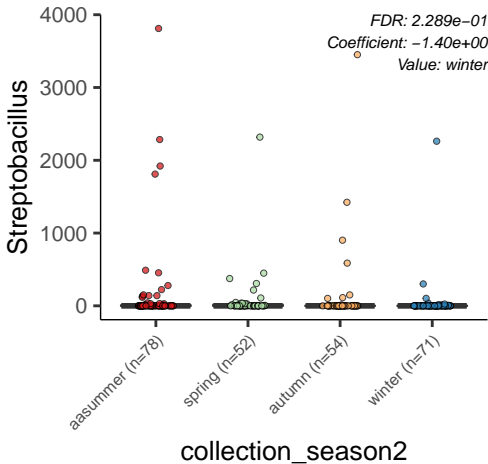 FDR: 2.289e−01
Coefficient: −1.40e+00
Value: winter
Streptobacillus
4000
3000
2000
1000
0
aasummer (n=78)
spring (n=52)
autumn (n=54)
winter (n=71)
collection_season2